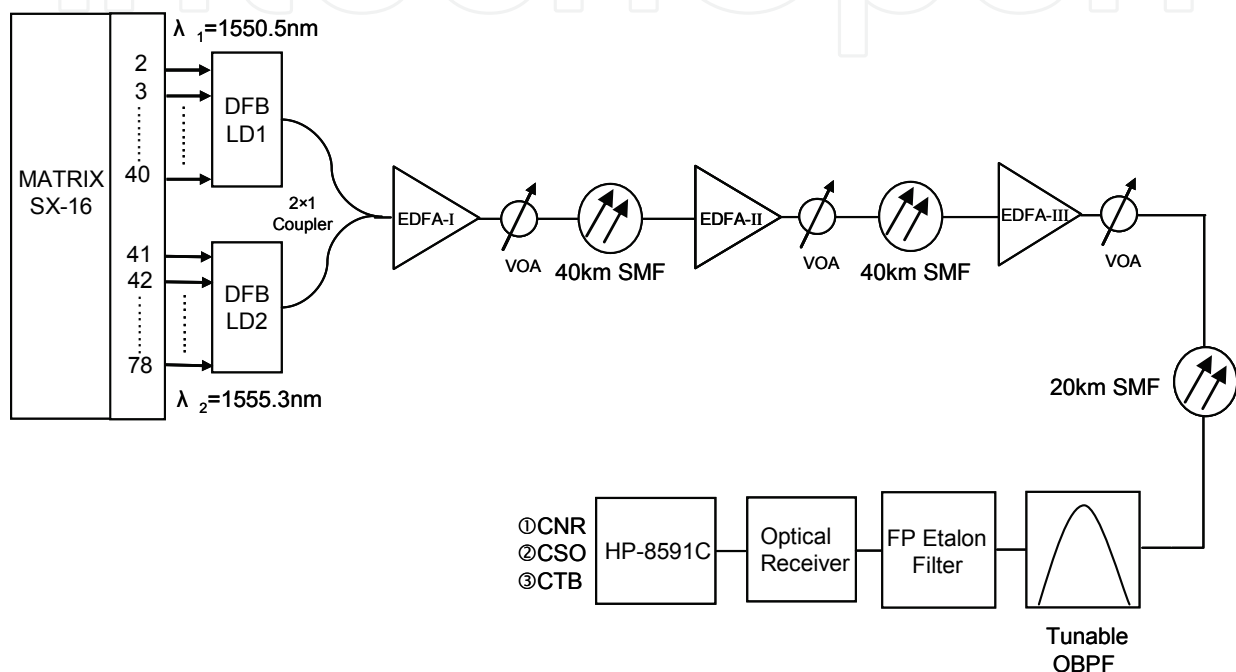 λ 1=1550.5nm
MATRIX
SX-16
2
3
40
41
42
78
DFB
LD1
DFB
LD2
λ 2=1555.3nm
2×1
Coupler
EDFA-I
VOA
40km SMF
EDFA-II
VOA
40km SMF
EDFA-III
VOA
20km SMF
①CNR
②CSO
③CTB
HP-8591C
Optical
Receiver
FP Etalon
Filter
Tunable
OBPF